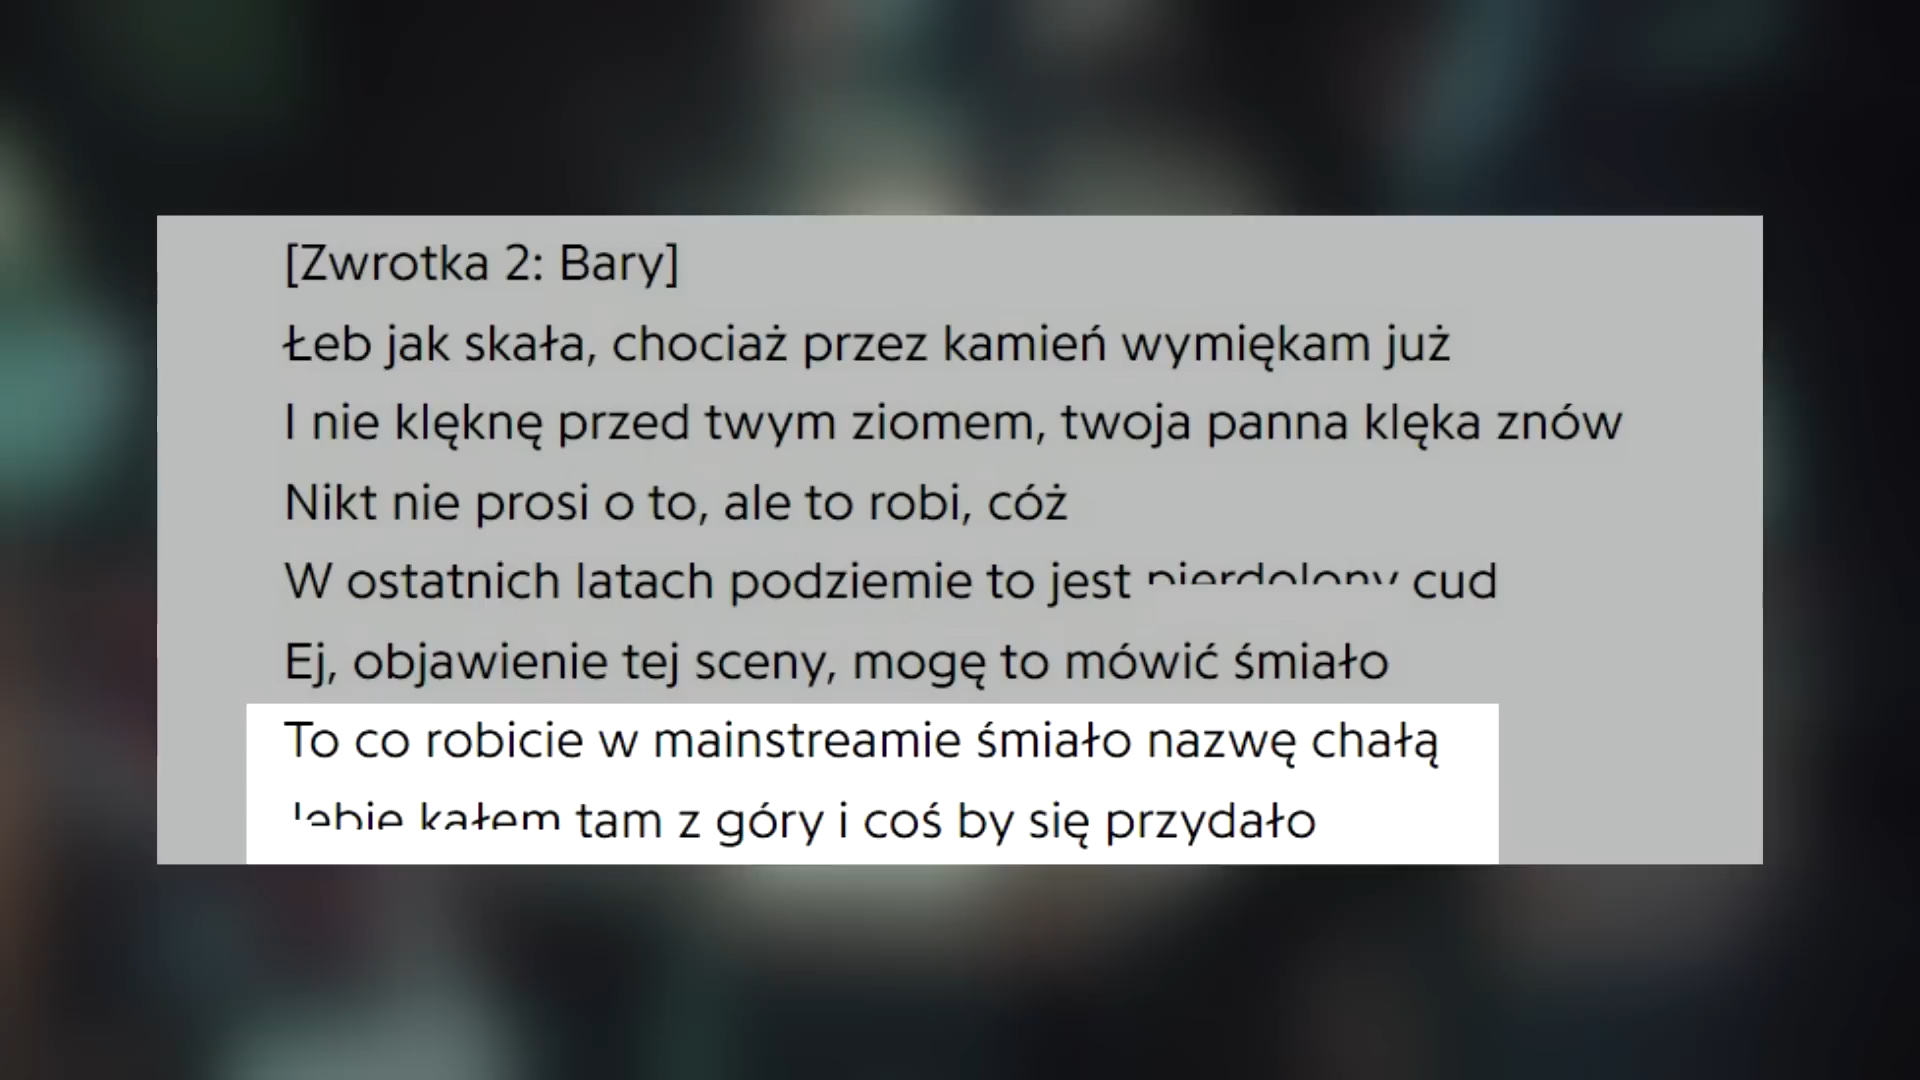 [Zwrotka 2: Bary]
Łeb jak skała, chociaż przez kamień wymiękam już
I nie klęknę przed twym ziomem, twoja panna klęka znów
Nikt nie prosi o to, ale to robi, cóż
W ostatnich latach podziemie to jest pierdolony cud
Ej, objawienie tej sceny, mogę to mówić śmiało
To co robicie w mainstreamie śmiało nazwę chałą
kałem tam z góry i coś by się przydało